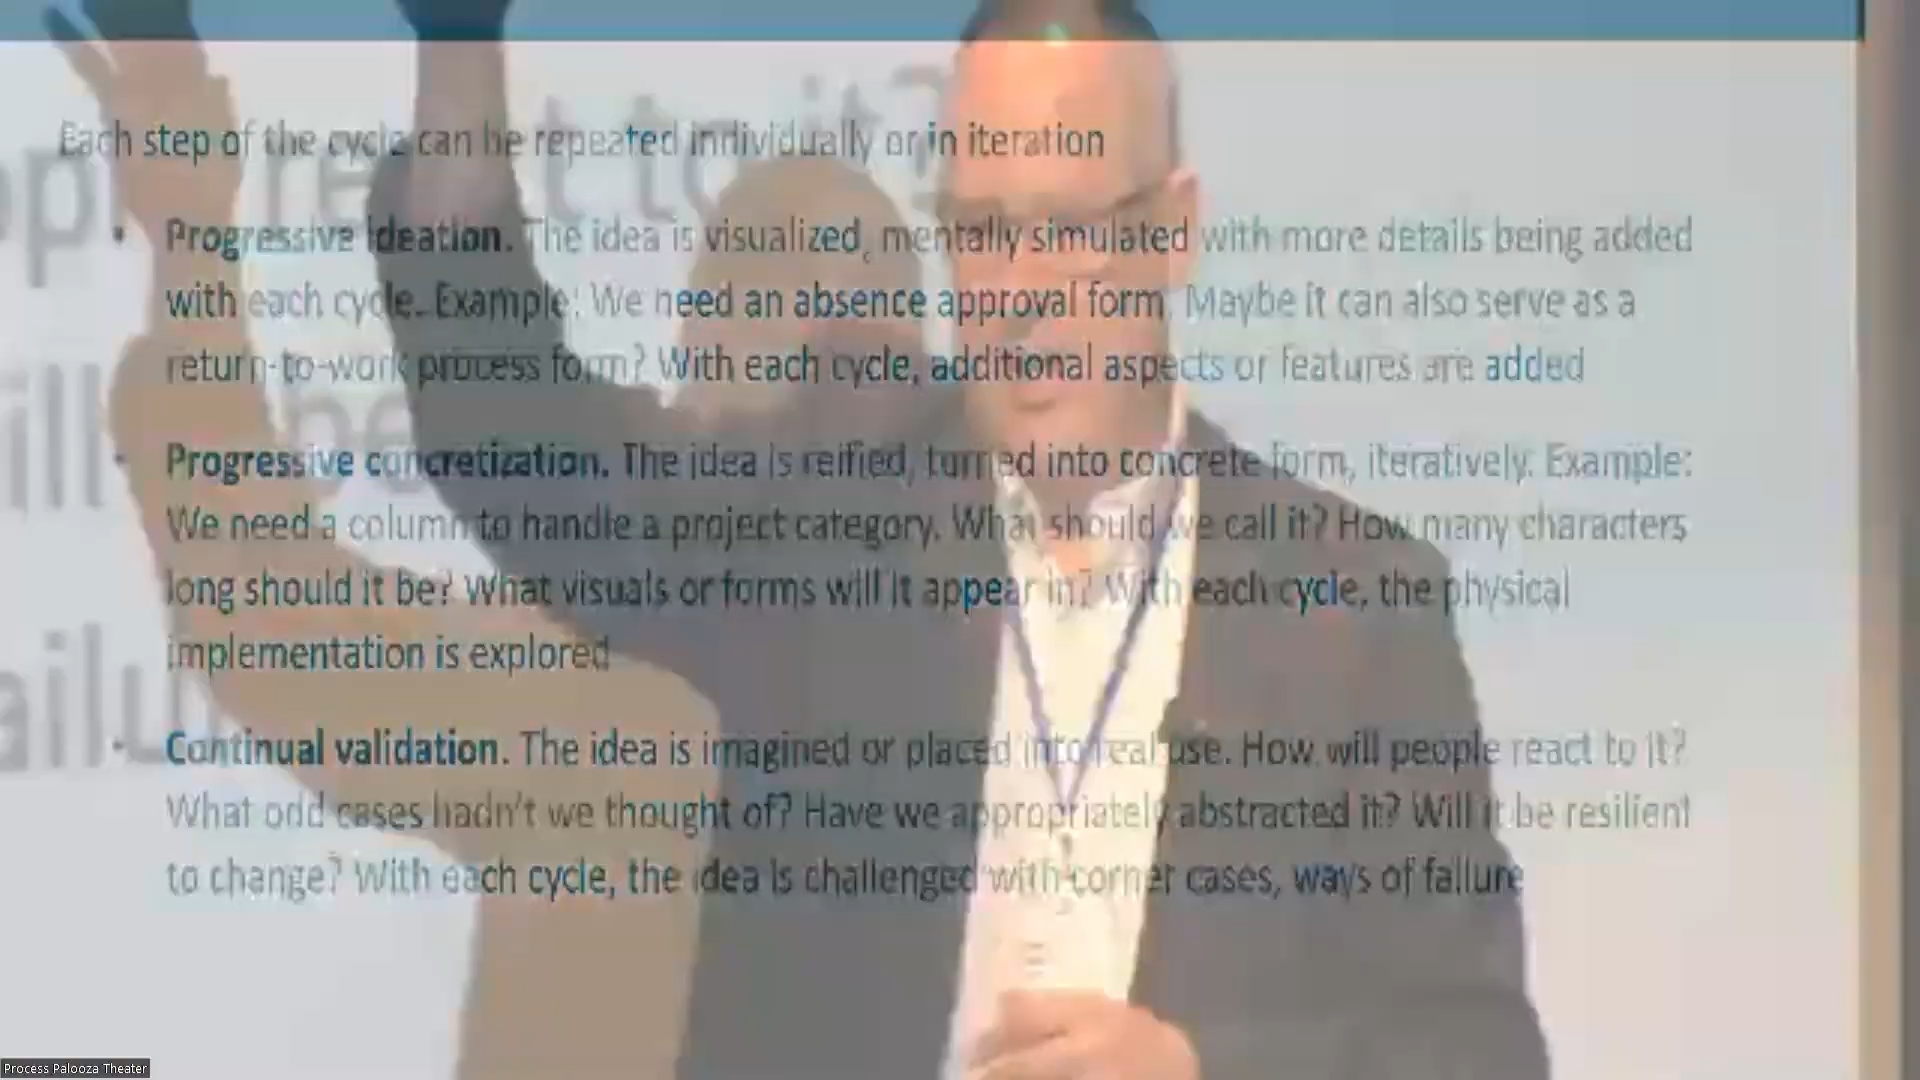 Each step of the cycle can be repeated individually or in iteration
• Progressive ideation. The idea is visualized, mentally simulated with more details being added
with each cycle. Example: We need an absence approval form. Maybe it can also serve as a
return-to-work process form? With each cycle, additional aspects or features are added
• Progressive concretization. The idea is reified, turned into concrete form, iteratively. Example:
We need a column to handle a project category. What should we call it? How many characters
long should it be? What visuals or forms will it appear in? With each cycle, the physical
implementation is explored
• Continual validation. The idea is imagined or placed into real use. How will people react to it?
What odd cases hadn't we thought of? Have we appropriately abstracted it? Will it be resilient
to change? With each cycle, the idea is challenged with corner cases, ways of failure
Process Palooza Theater